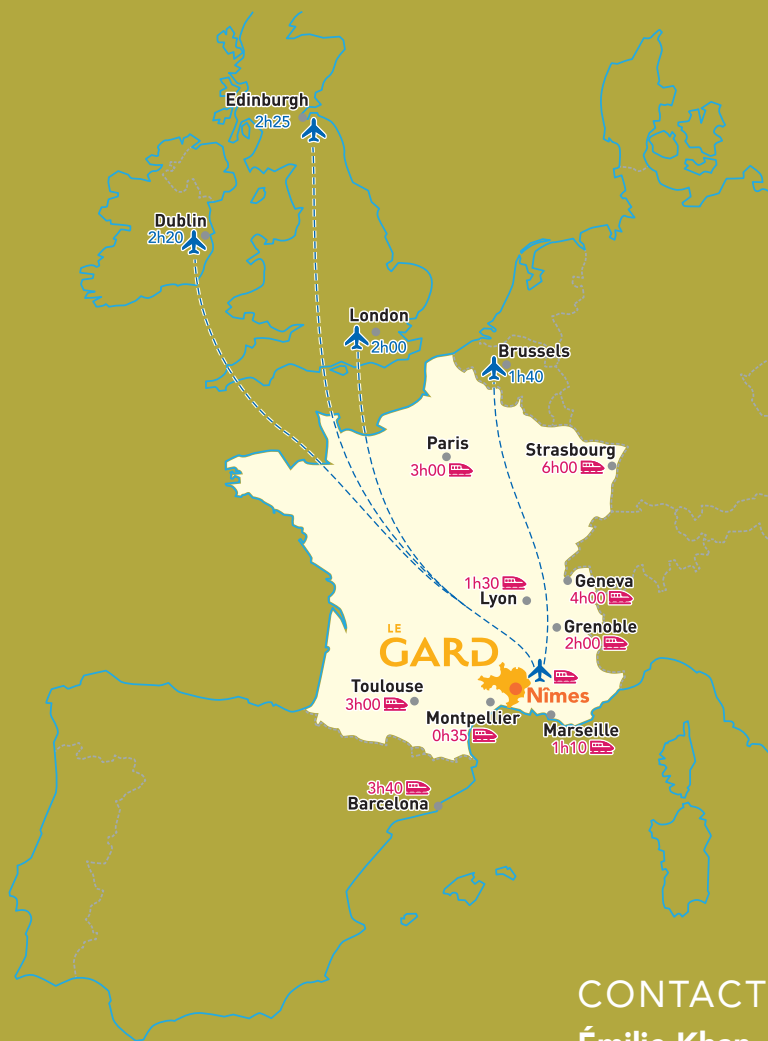 Edinburgh
2h25
Dublin
2h20
London
2h00
Brussels
1h40
Paris
3h00
Strasbourg
6h00
1h30
Lyon
Geneva
4h00
Grenoble
2h00
LE
GARD
Nîmes
Toulouse
3h00
Montpellier
0h35
Marseille
1h10
3h40
Barcelona
CONTACT